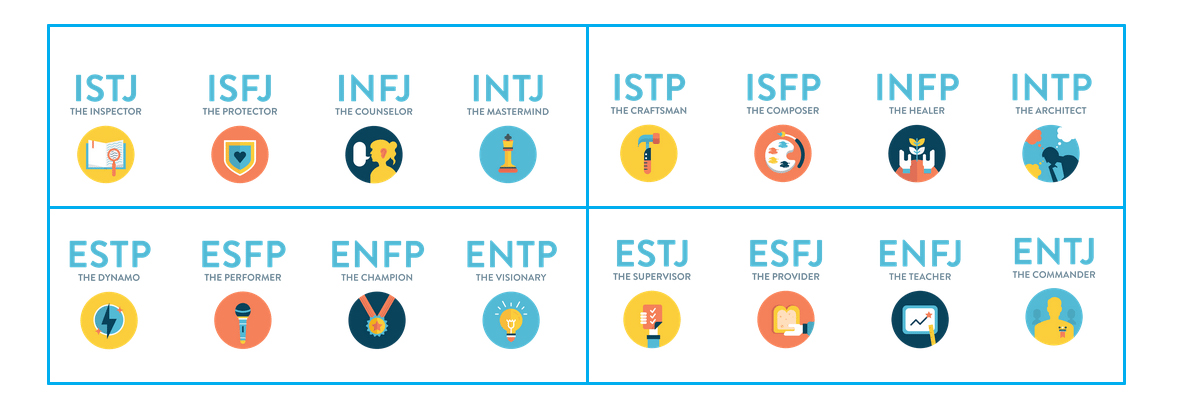 ISTJ
THE INSPECTOR
ISFJ
THE PROTECTOR
INFJ
THE COUNSELOR
INTJ
THE MASTERMIND
ISTP
THE CRAFTSMAN
ISFP
THE COMPOSER
INFP
THE HEALER
INTP
THE ARCHITECT
ESTP
THE DYNAMO
ESFP
THE PERFORMER
ENFP
THE CHAMPION
ENTP
THE VISIONARY
ESTJ
THE SUPERVISOR
ESFJ
THE PROVIDER
ENFJ
THE TEACHER
ENTJ
THE COMMANDER